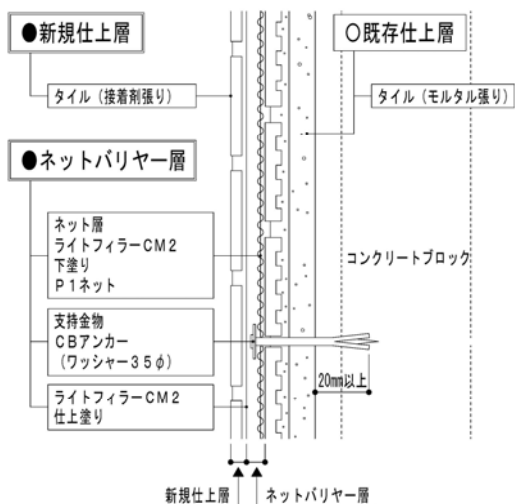 ●新規仕上層
タイル（接着剤張り）
●ネットバリヤー層
ネット層
ライトフィラーCM2
下塗り
P1ネット
支持金物
CBアンカー
（ワッシャー35φ）
ライトフィラーCM2
仕上塗り
○既存仕上層
タイル（モルタル張り）
コンクリートブロック
20mm以上
新規仕上層
ネットバリヤー層